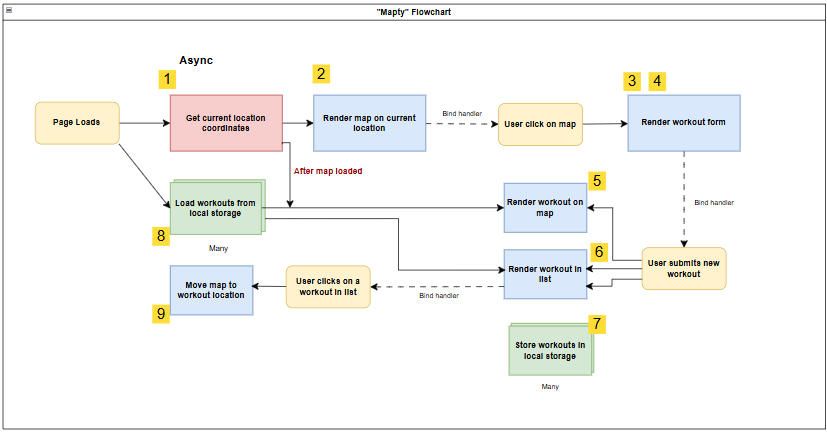 "Mapty" Flowchart
Async
1
2
3
4
Page Loads
Get current location
coordinates
Render map on current
location
Bind handler
User click on map
Render workout form
After map loaded
5
Load workouts from
local storage
Render workout on
map
Bind handler
8
Many
6
User submits new
workout
Render workout in
list
Move map to
workout location
User clicks on a
workout in list
Bind handler
9
7
Store workouts in
local storage
Many